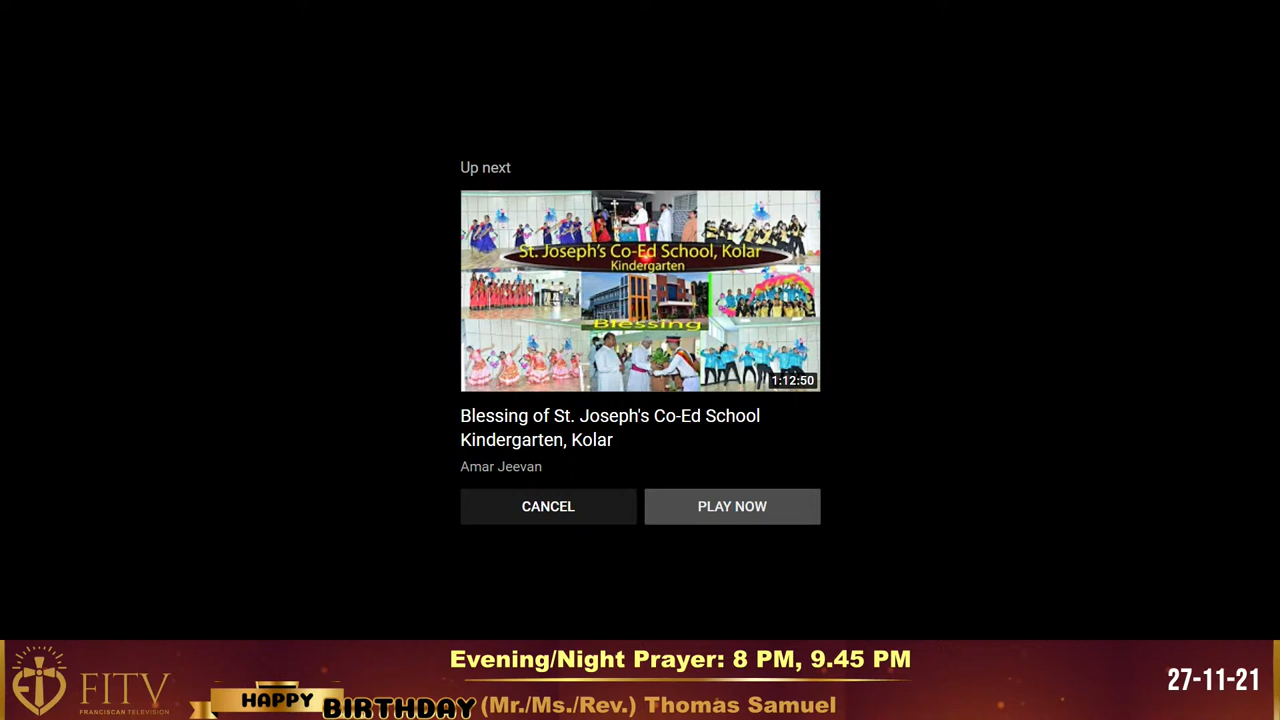 Up next
St. Joseph's Co-Ed School, Kolar
Kindergarten
Blessing
1:12:50
Blessing of St. Joseph's Co-Ed School
Kindergarten, Kolar
Amar Jeevan
CANCEL
PLAY NOW
Evening/Night Prayer: 8 PM, 9.45 PM
27-11-21
FITV
FRANCISCAN TELEVISION
HAPPY BIRTHDAY (Mr./Ms./Rev.) Thomas Samuel